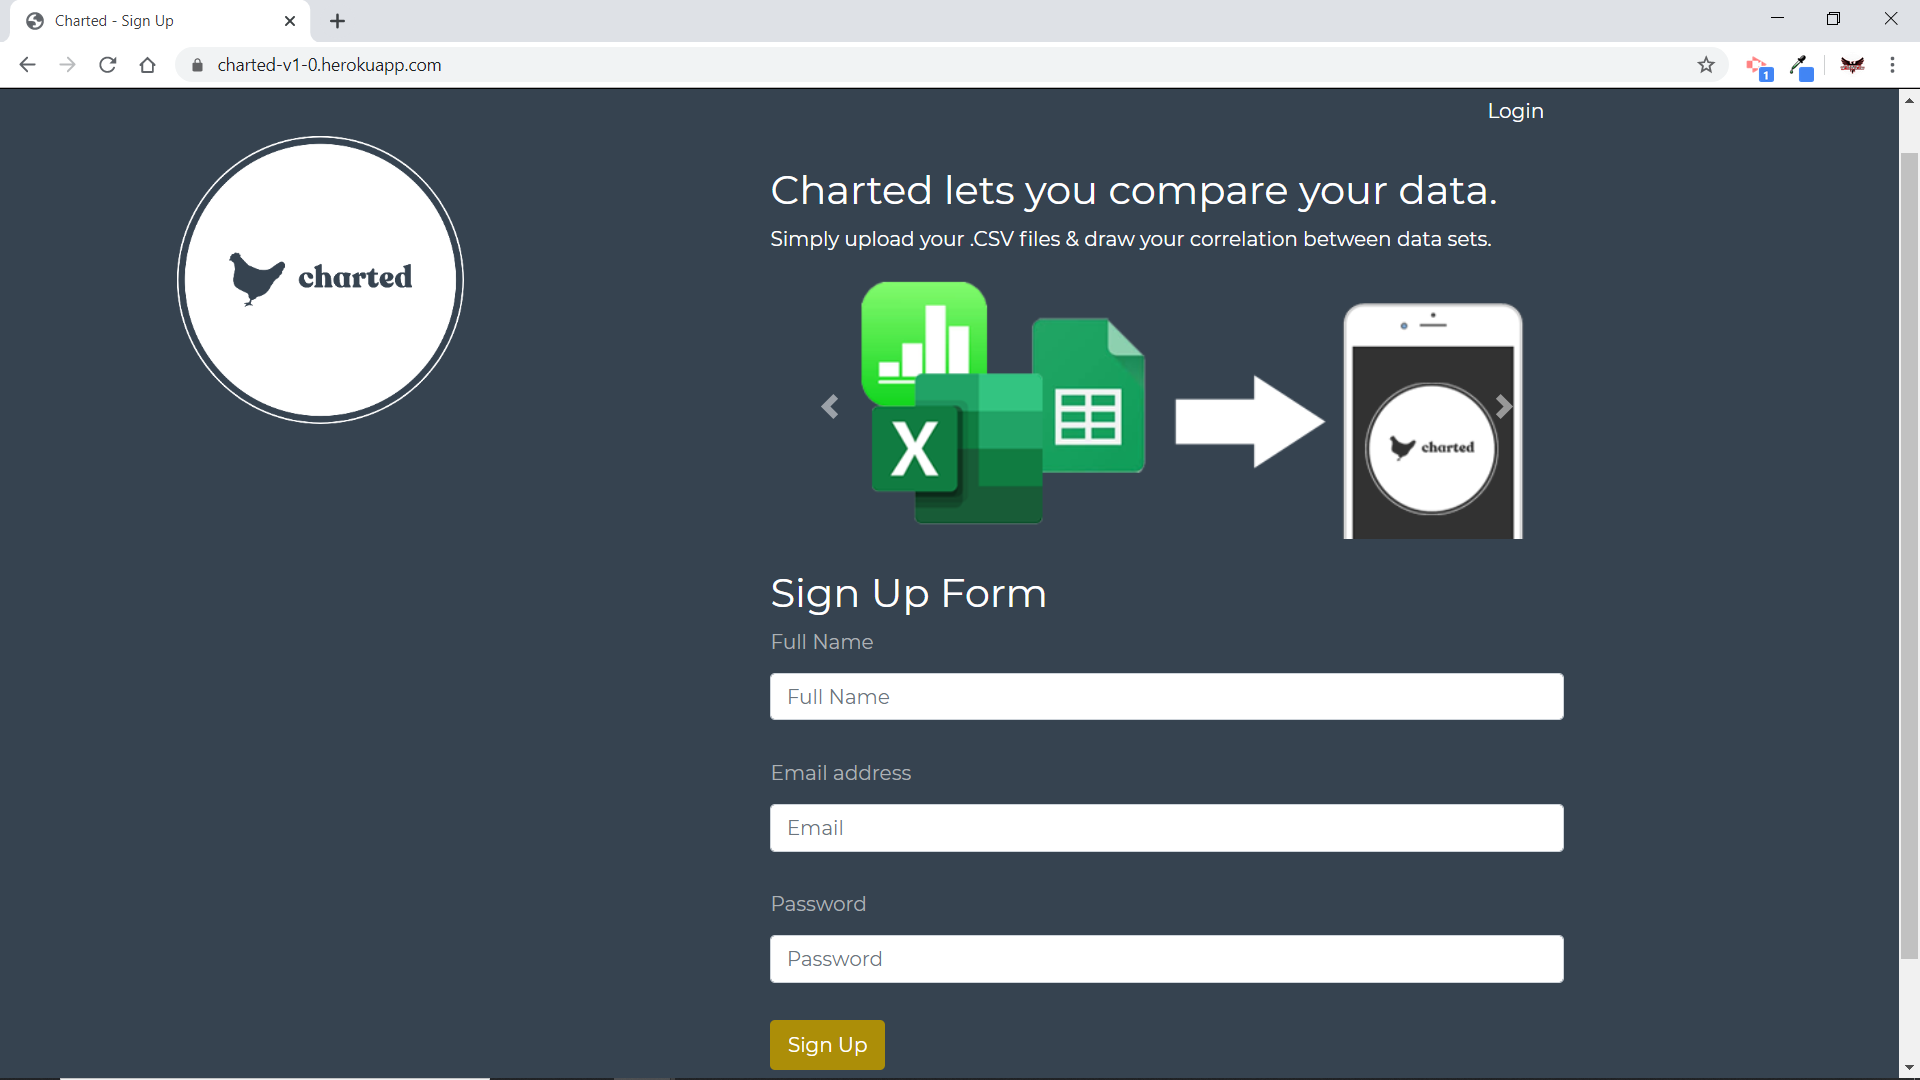 Charted - Sign Up
charted-v1-0.herokuapp.com
1
Login
charted
Charted lets you compare your data.
Simply upload your .CSV files & draw your correlation between data sets.
X
charted
Sign Up Form
Full Name
Full Name
Email address
Email
Password
Password
Sign Up